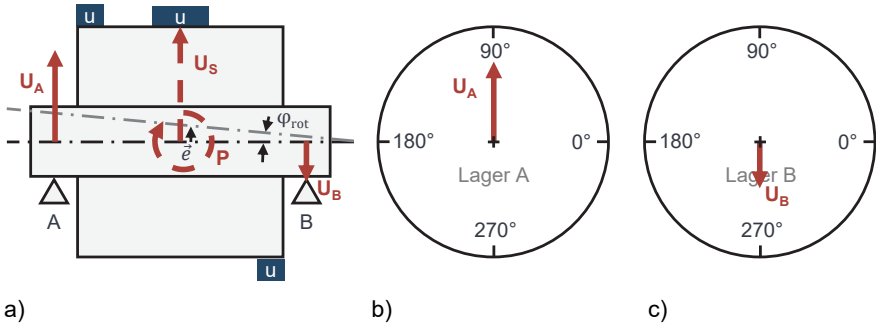 u
u
U_A
U_S
φ_rot
e⃗
P
U_B
A
B
u
a)
90°
U_A
180°
0°
Lager A
270°
b)
90°
180°
0°
Lager B
U_B
270°
c)